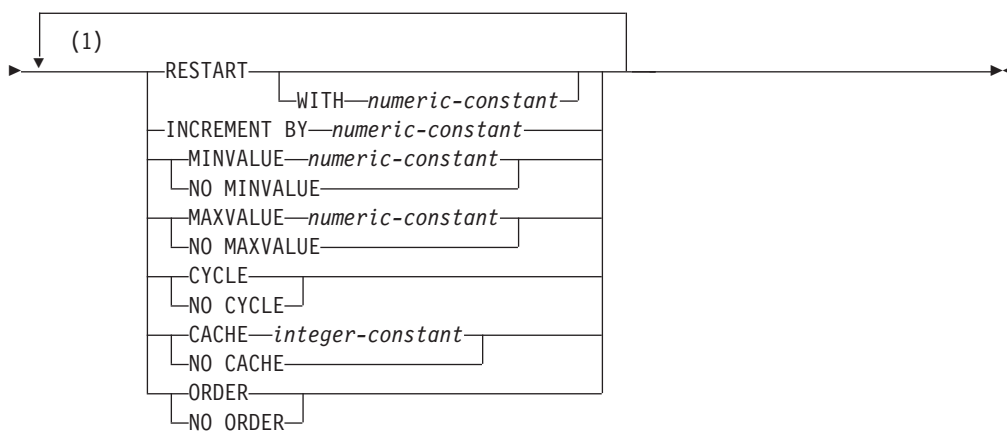 (1)
RESTART
WITH numeric-constant
INCREMENT BY numeric-constant
MINVALUE numeric-constant
NO MINVALUE
MAXVALUE numeric-constant
NO MAXVALUE
CYCLE
NO CYCLE
CACHE integer-constant
NO CACHE
ORDER
NO ORDER